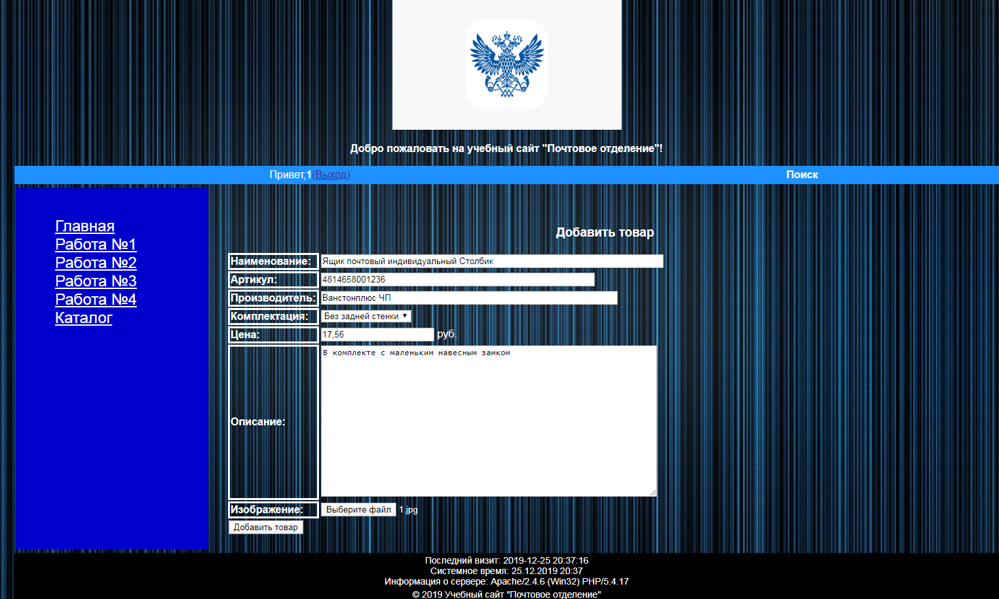 Добро пожаловать на учебный сайт "Почтовое отделение"!
Привет,1(Выход)
Поиск
Главная
Работа №1
Работа №2
Работа №3
Работа №4
Каталог
Добавить товар
Наименование: Ящик почтовый индивидуальный Столбик
Артикул: 4814658001236
Производитель: Ванстонплюс ЧП
Комплектация: Без задней стенки
Цена: 17,56 руб.
Описание: В комплекте с маленьким навесным замком
Изображение: Выберите файл 1.jpg
Добавить товар
Последний визит: 2019-12-25 20:37:16
Системное время: 25.12.2019 20:37
Информация о сервере: Apache/2.4.6 (Win32) PHP/5.4.17
© 2019 Учебный сайт "Почтовое отделение"